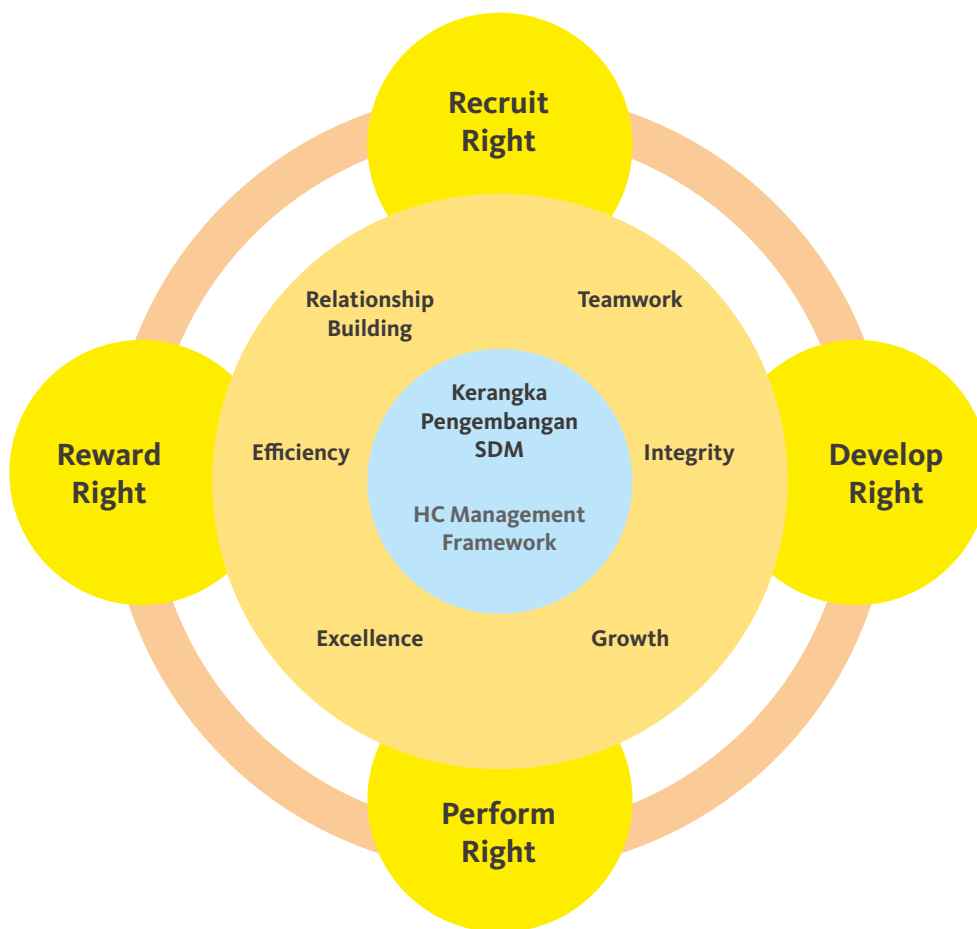 Recruit
Right
Relationship
Building
Teamwork
Kerangka
Pengembangan
SDM
Reward
Right
Efficiency
Integrity
Develop
Right
HC Management
Framework
Excellence
Growth
Perform
Right